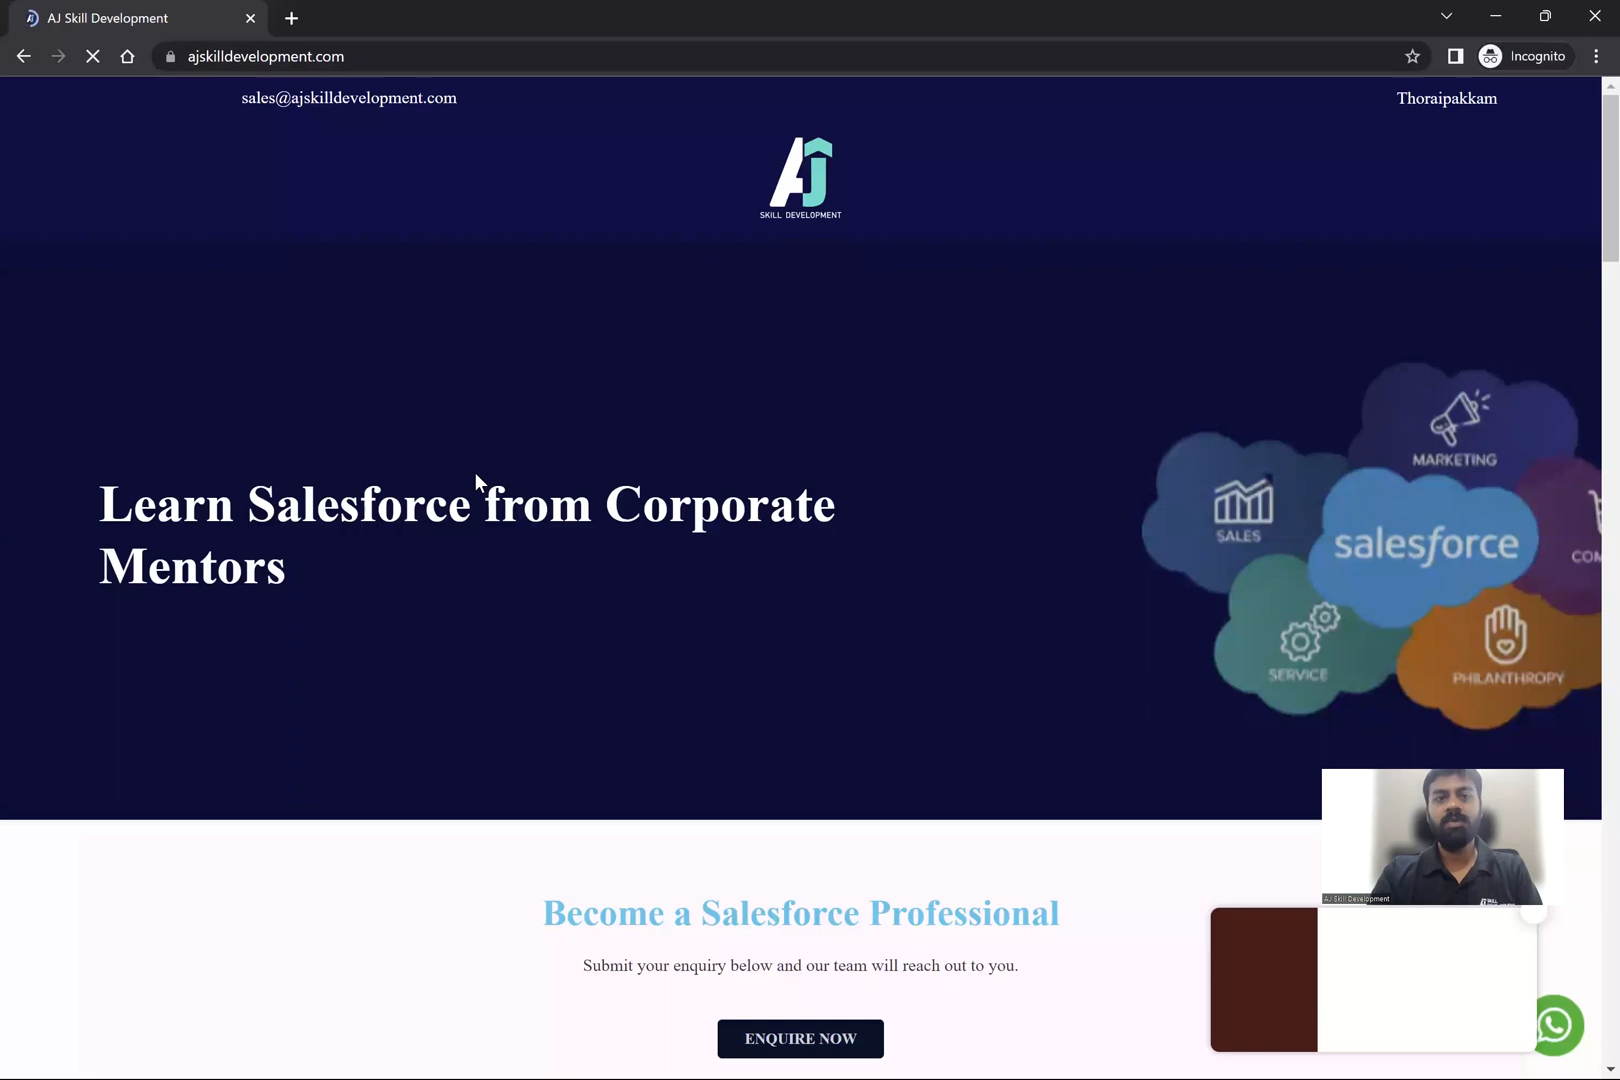 AJ Skill Development
ajskilldevelopment.com
Incognito
sales@ajskilldevelopment.com
Thoraipakkam
AJ
SKILL DEVELOPMENT
MARKETING
SALES
salesforce
COM
SERVICE
PHILANTHROPY
Learn Salesforce from Corporate
Mentors
AJ Skill Development
Become a Salesforce Professional
Submit your enquiry below and our team will reach out to you.
ENQUIRE NOW